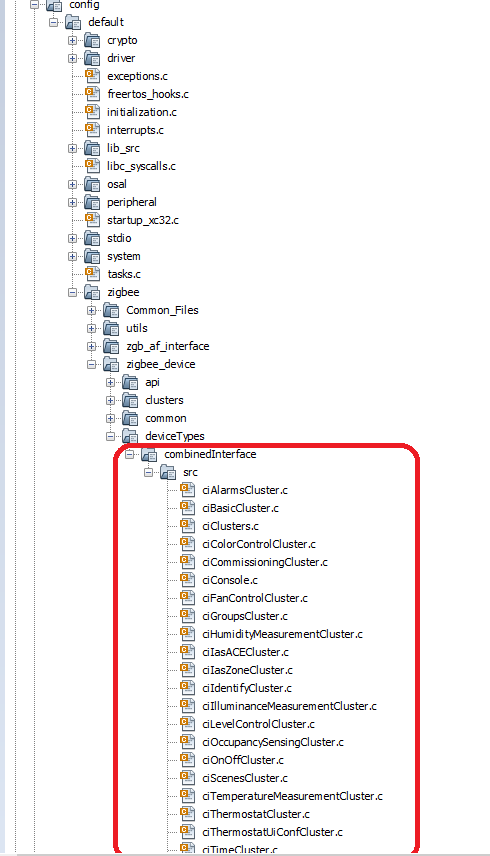 config
default
crypto
driver
exceptions.c
freertos_hooks.c
initialization.c
interrupts.c
lib_src
libc_syscalls.c
osal
peripheral
startup_xc32.c
stdio
system
tasks.c
zigbee
Common_Files
utils
zgb_af_interface
zigbee_device
api
clusters
common
deviceTypes
combinedInterface
src
ciAlarmsCluster.c
ciBasicCluster.c
ciClusters.c
ciColorControlCluster.c
ciCommissioningCluster.c
ciConsole.c
ciFanControlCluster.c
ciGroupsCluster.c
ciHumidityMeasurementCluster.c
ciIasACECluster.c
ciIasZoneCluster.c
ciIdentifyCluster.c
ciIlluminanceMeasurementCluster.c
ciLevelControlCluster.c
ciOccupancySensingCluster.c
ciOnOffCluster.c
ciScenesCluster.c
ciTemperatureMeasurementCluster.c
ciThermostatCluster.c
ciThermostatUiConfCluster.c
ciTimeCluster.c